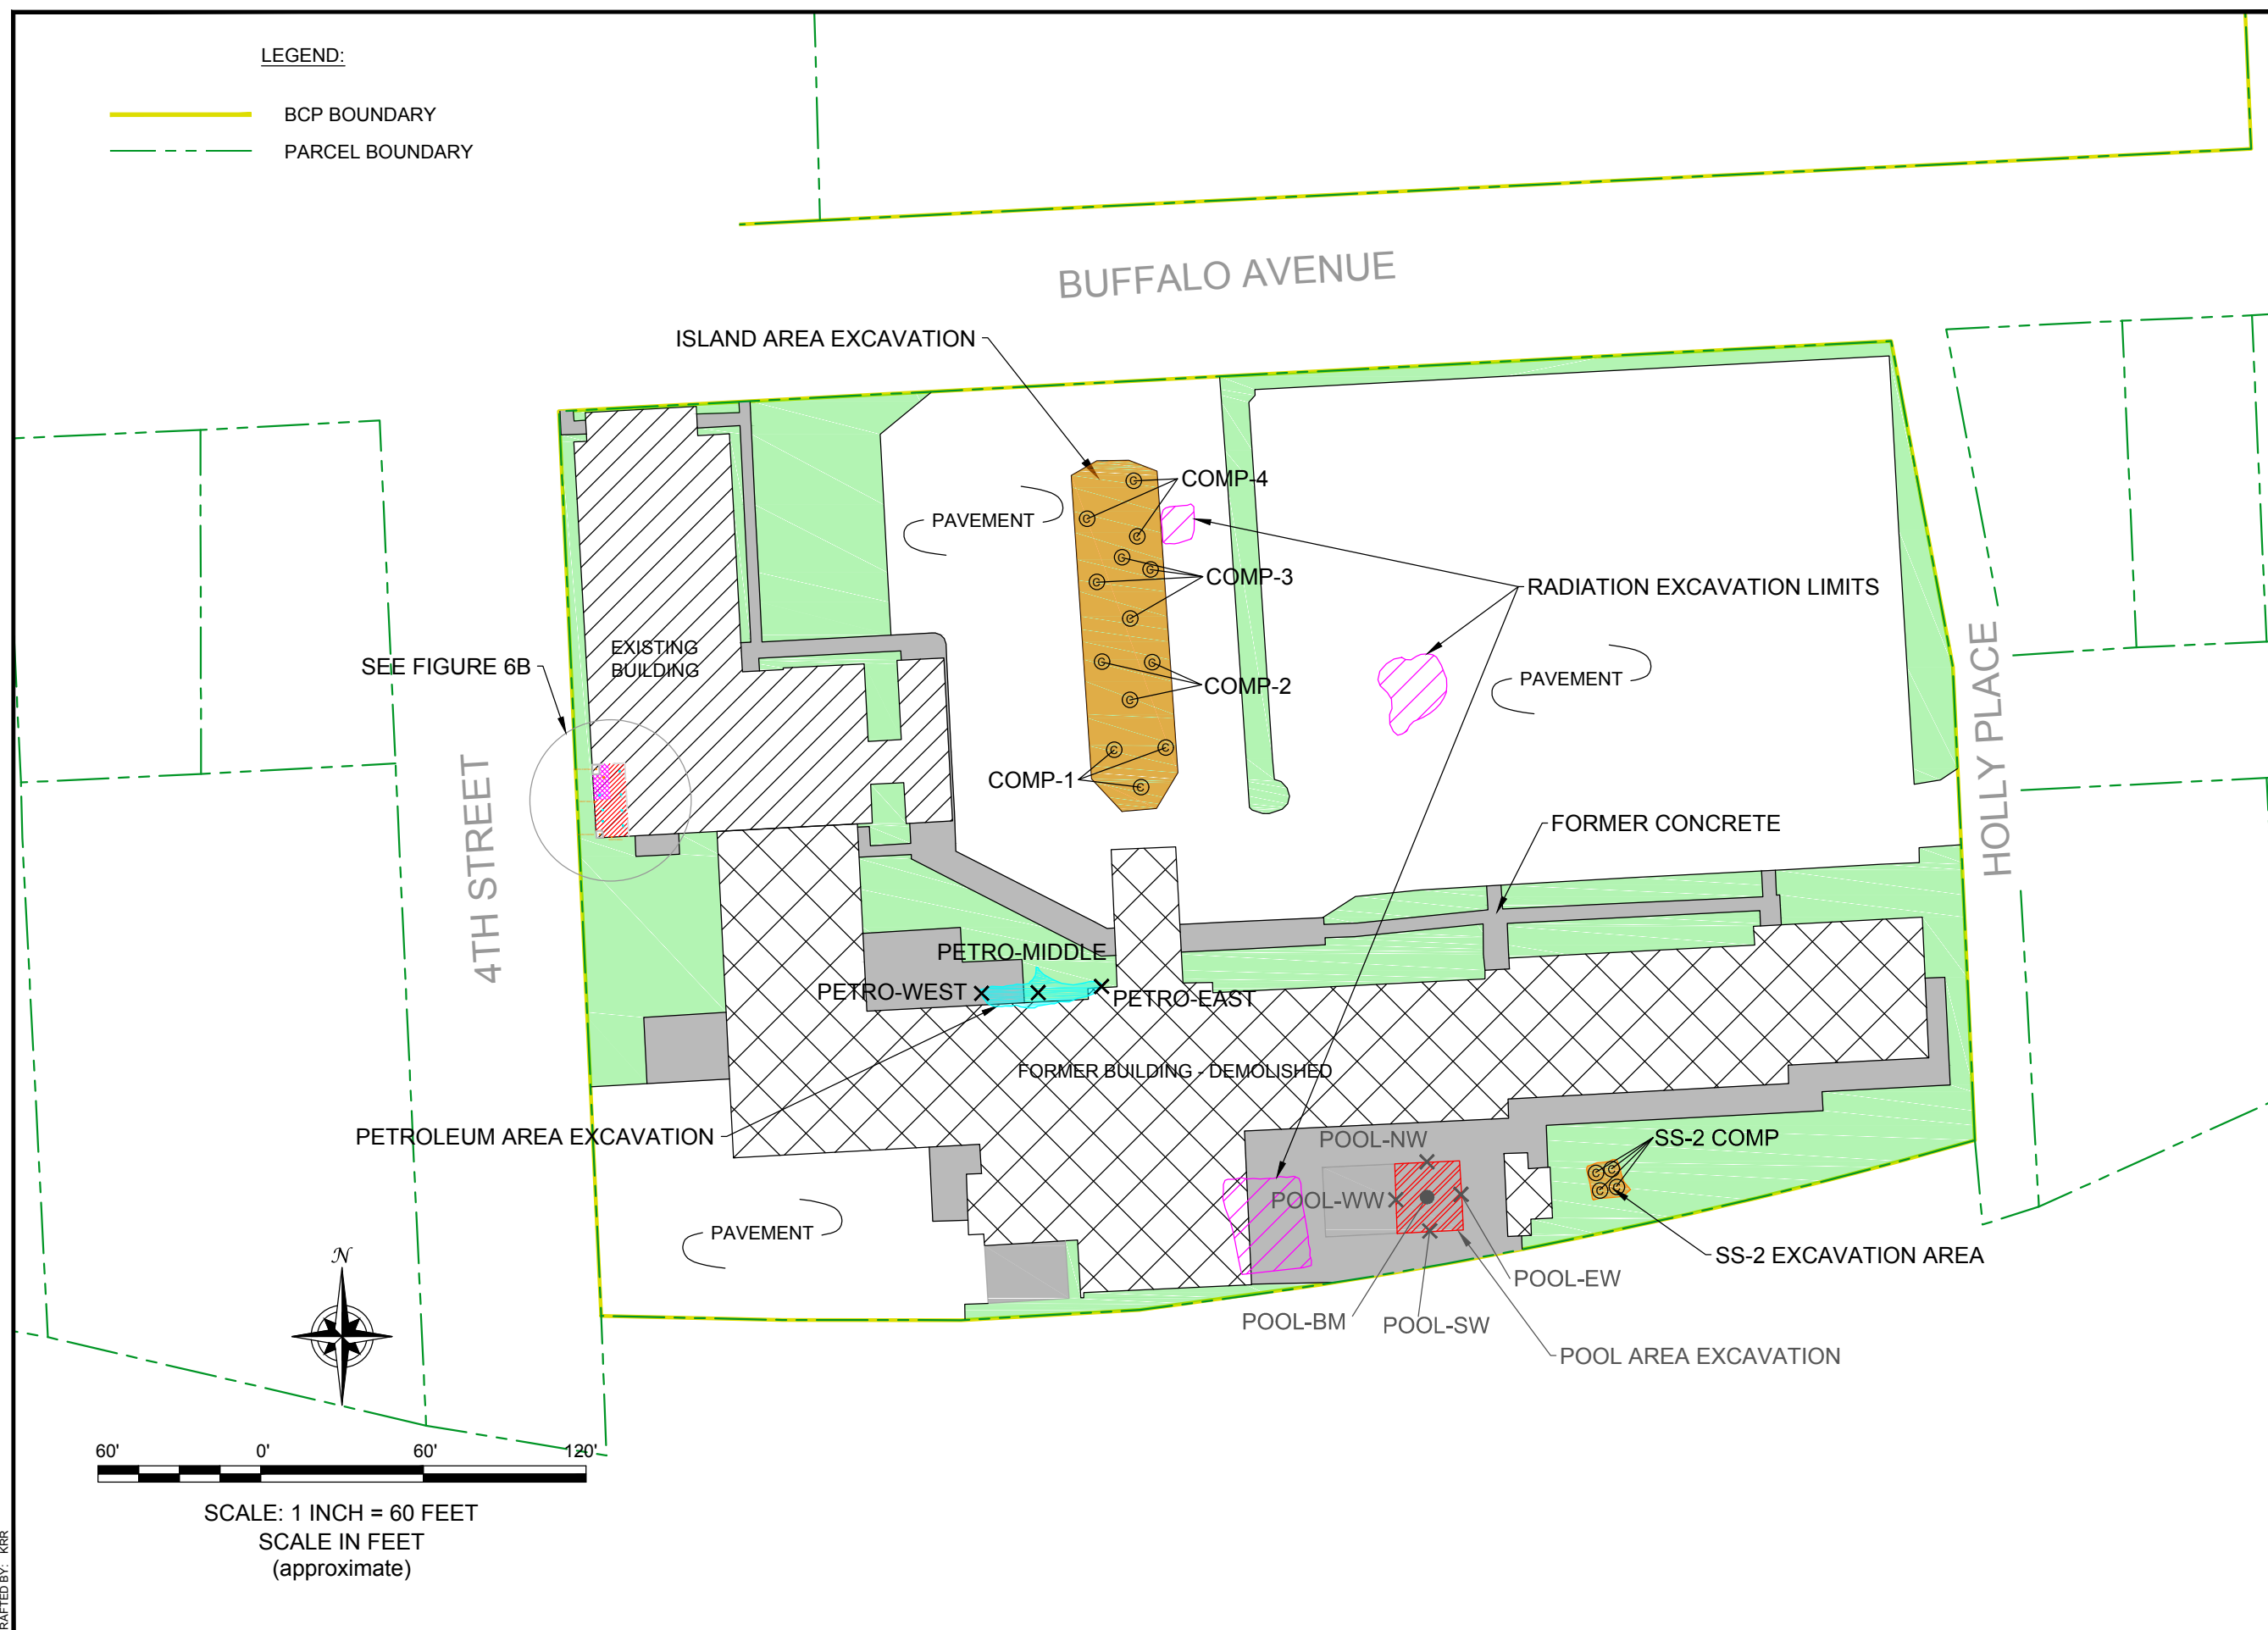 LEGEND:
BCP BOUNDARY
PARCEL BOUNDARY
BUFFALO AVENUE
ISLAND AREA EXCAVATION
COMP-4
PAVEMENT
COMP-3
RADIATION EXCAVATION LIMITS
EXISTING
BUILDING
SEE FIGURE 6B
PAVEMENT
COMP-2
HOLLY PLACE
COMP-1
4TH STREET
FORMER CONCRETE
PETRO-MIDDLE
PETRO-WEST
PETRO-EAST
FORMER BUILDING - DEMOLISHED
PETROLEUM AREA EXCAVATION
POOL-NW
SS-2 COMP
POOL-WW
PAVEMENT
SS-2 EXCAVATION AREA
POOL-EW
POOL-BM
POOL-SW
POOL AREA EXCAVATION
N
60' 0' 60' 120'
SCALE: 1 INCH = 60 FEET
SCALE IN FEET
(approximate)
RAFTED BY: KRR